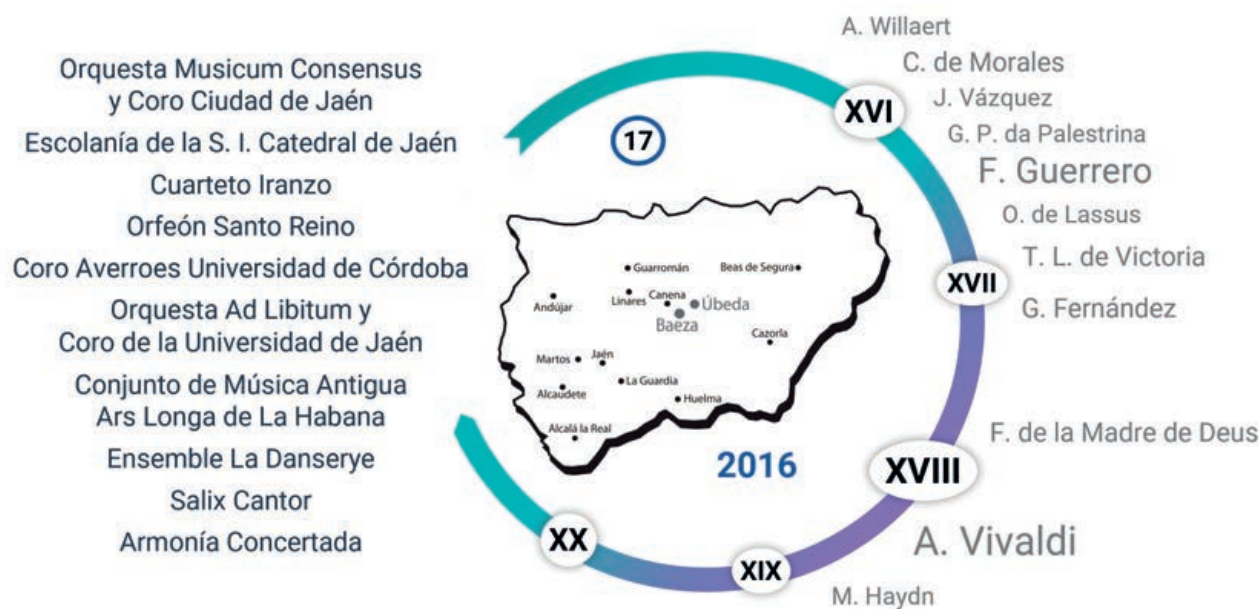 Orquesta Musicum Consensus
y Coro Ciudad de Jaén
Escolanía de la S. I. Catedral de Jaén
Cuarteto Iranzo
Orfeón Santo Reino
Coro Averroes Universidad de Córdoba
Orquesta Ad Libitum y
Coro de la Universidad de Jaén
Conjunto de Música Antigua
Ars Longa de La Habana
Ensemble La Danserye
Salix Cantor
Armonía Concertada
17
Guarromán
Beas de Segura
Andújar
Linares
Canena
Úbeda
Baeza
Cazorla
Martos
Jaén
La Guardia
Alcaudete
Huelma
Alcalá la Real
2016
A. Willaert
XVI
C. de Morales
J. Vázquez
G. P. da Palestrina
F. Guerrero
O. de Lassus
T. L. de Victoria
XVII
G. Fernández
F. de la Madre de Deus
XVIII
A. Vivaldi
XX
XIX
M. Haydn